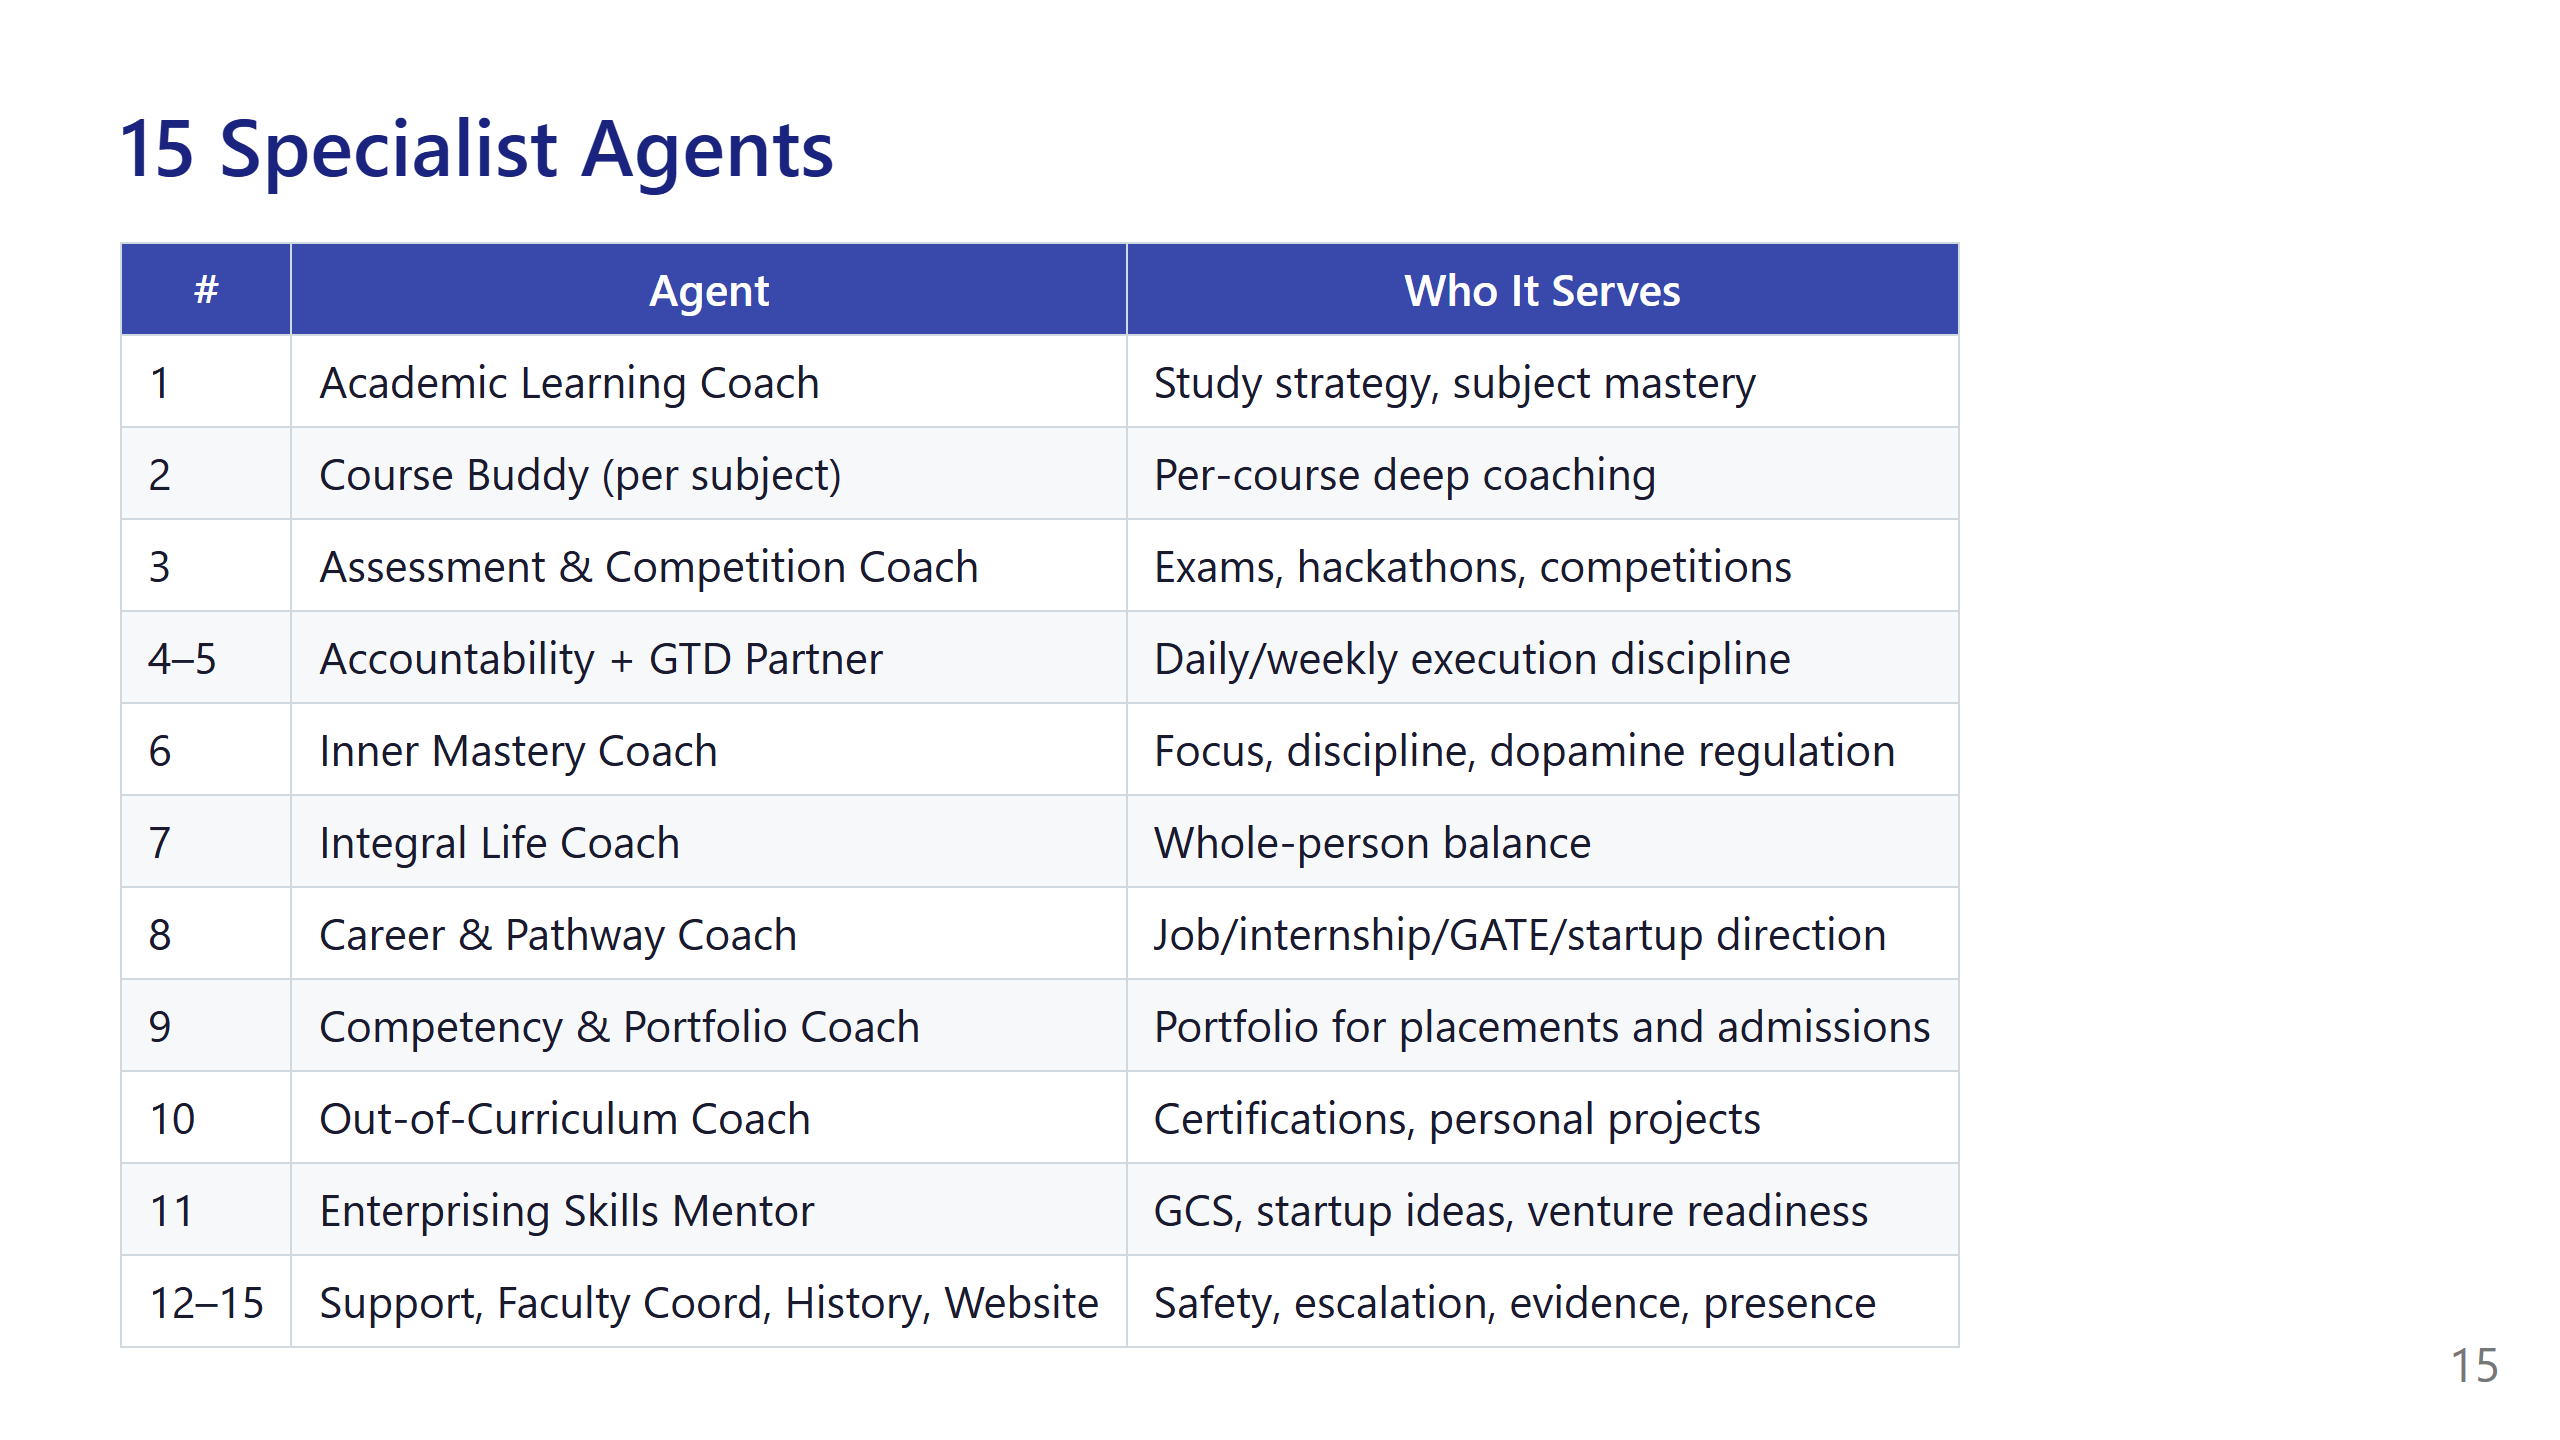 15 Specialist Agents
# Agent Who It Serves
1 Academic Learning Coach Study strategy, subject mastery
2 Course Buddy (per subject) Per-course deep coaching
3 Assessment & Competition Coach Exams, hackathons, competitions
4–5 Accountability + GTD Partner Daily/weekly execution discipline
6 Inner Mastery Coach Focus, discipline, dopamine regulation
7 Integral Life Coach Whole-person balance
8 Career & Pathway Coach Job/internship/GATE/startup direction
9 Competency & Portfolio Coach Portfolio for placements and admissions
10 Out-of-Curriculum Coach Certifications, personal projects
11 Enterprising Skills Mentor GCS, startup ideas, venture readiness
12–15 Support, Faculty Coord, History, Website Safety, escalation, evidence, presence
15